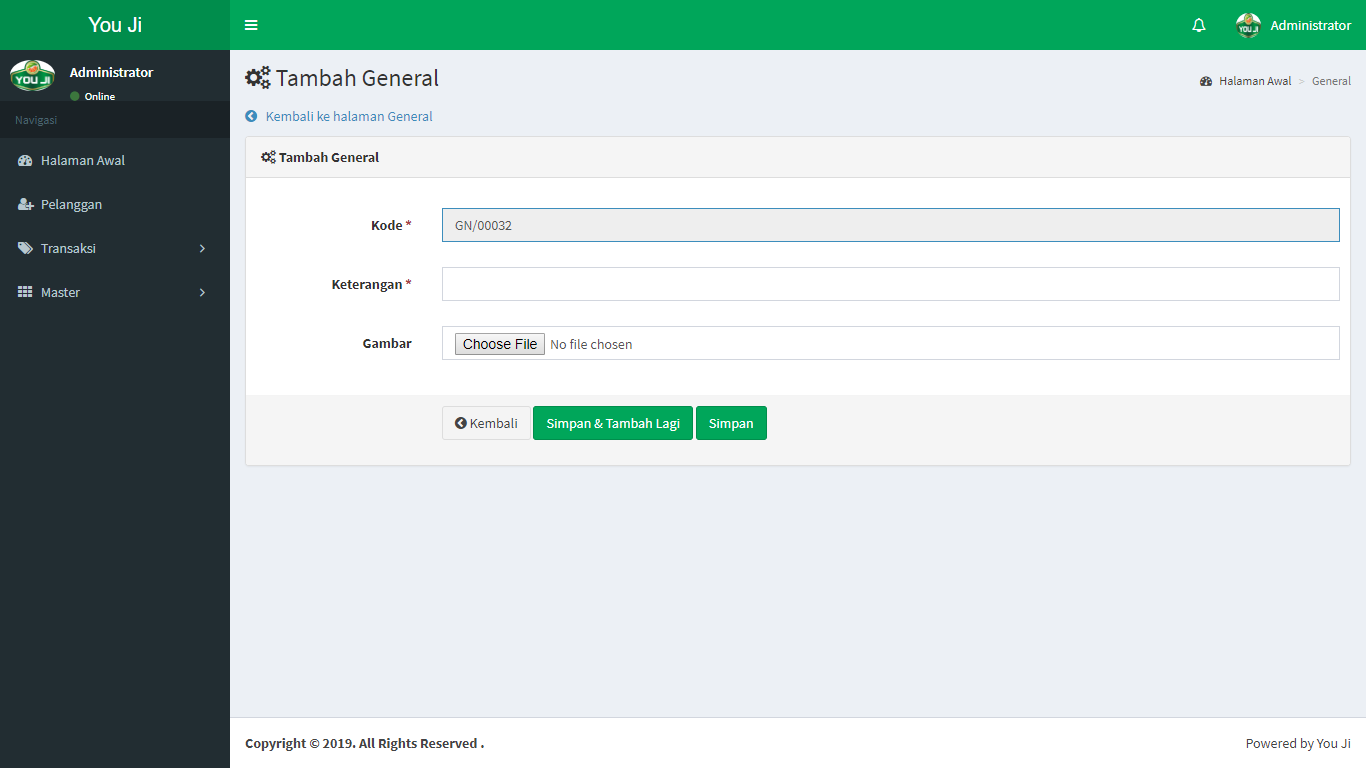 You Ji
Administrator
YOU JI
Administrator
Online
Navigasi
Halaman Awal
Pelanggan
Transaksi
Master
Tambah General
Halaman Awal > General
Kembali ke halaman General
Tambah General
Kode *
GN/00032
Keterangan *
Gambar
Choose File No file chosen
Kembali
Simpan & Tambah Lagi
Simpan
Copyright © 2019. All Rights Reserved .
Powered by You Ji